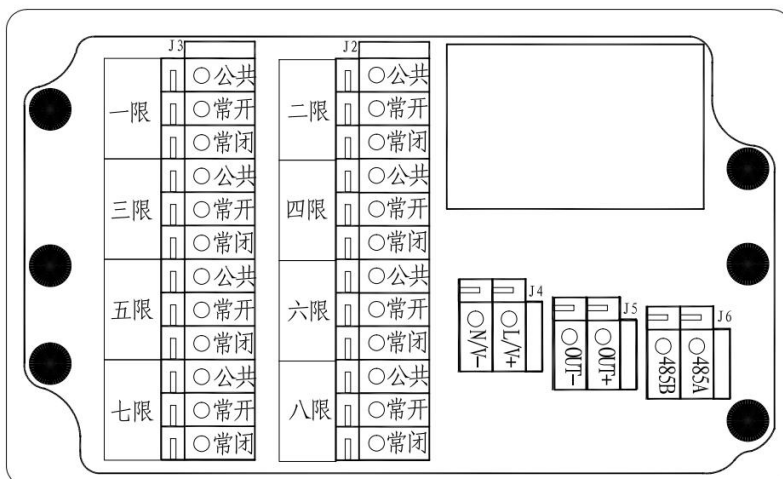 J3
一限
公共
常开
常闭
三限
公共
常开
常闭
五限
公共
常开
常闭
七限
公共
常开
常闭
J2
二限
公共
常开
常闭
四限
公共
常开
常闭
六限
公共
常开
常闭
八限
公共
常开
常闭
J4
N/V-
L/V+
J5
OUT-
OUT+
J6
485B
485A